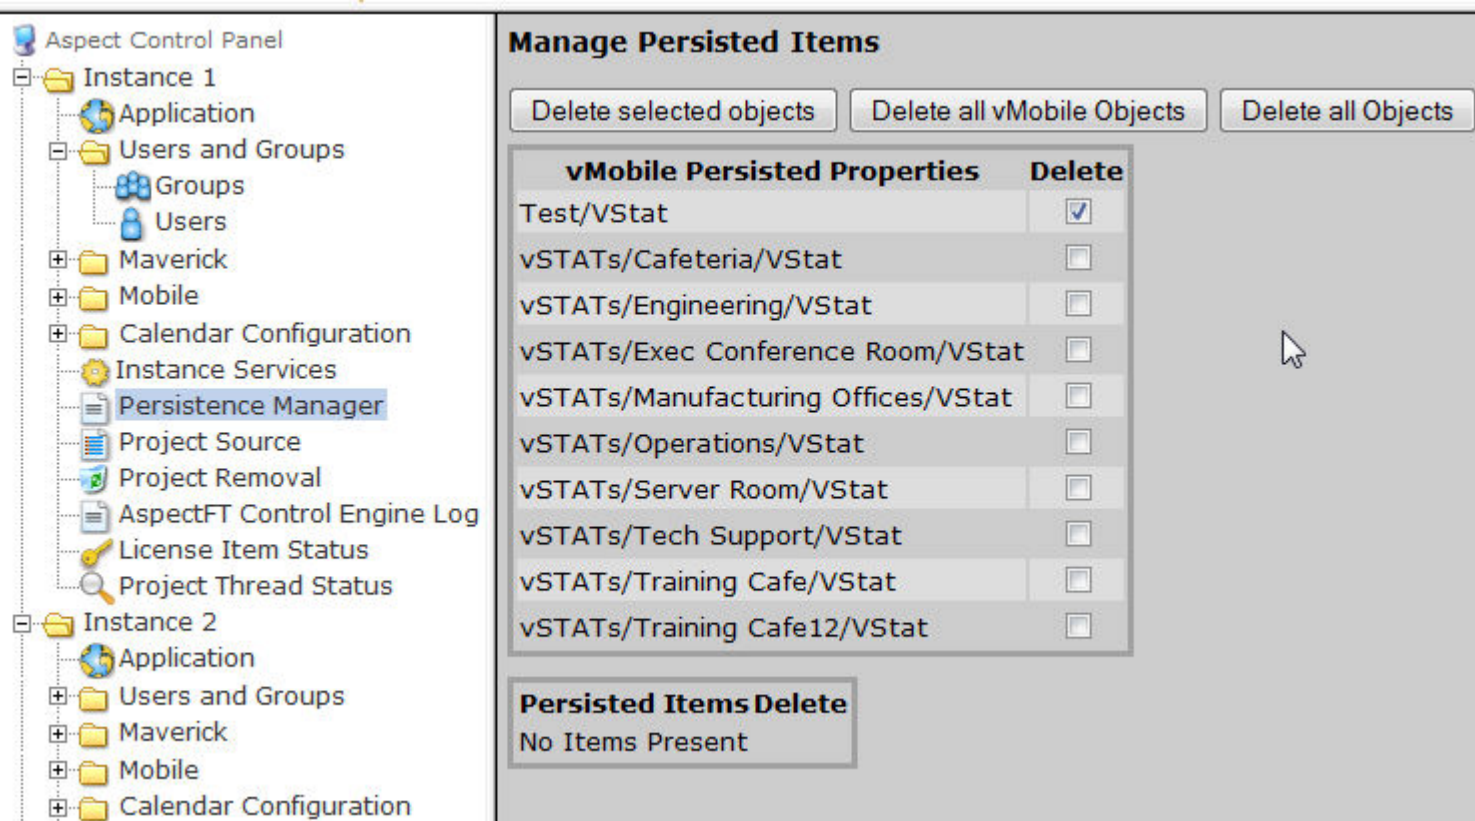 Aspect Control Panel
Instance 1
Application
Users and Groups
Groups
Users
Maverick
Mobile
Calendar Configuration
Instance Services
Persistence Manager
Project Source
Project Removal
AspectFT Control Engine Log
License Item Status
Project Thread Status
Instance 2
Application
Users and Groups
Maverick
Mobile
Calendar Configuration
Manage Persisted Items
Delete selected objects Delete all vMobile Objects Delete all Objects
vMobile Persisted Properties Delete
Test/VStat
vSTATs/Cafeteria/VStat
vSTATs/Engineering/VStat
vSTATs/Exec Conference Room/VStat
vSTATs/Manufacturing Offices/VStat
vSTATs/Operations/VStat
vSTATs/Server Room/VStat
vSTATs/Tech Support/VStat
vSTATs/Training Cafe/VStat
vSTATs/Training Cafe12/VStat
Persisted Items Delete
No Items Present